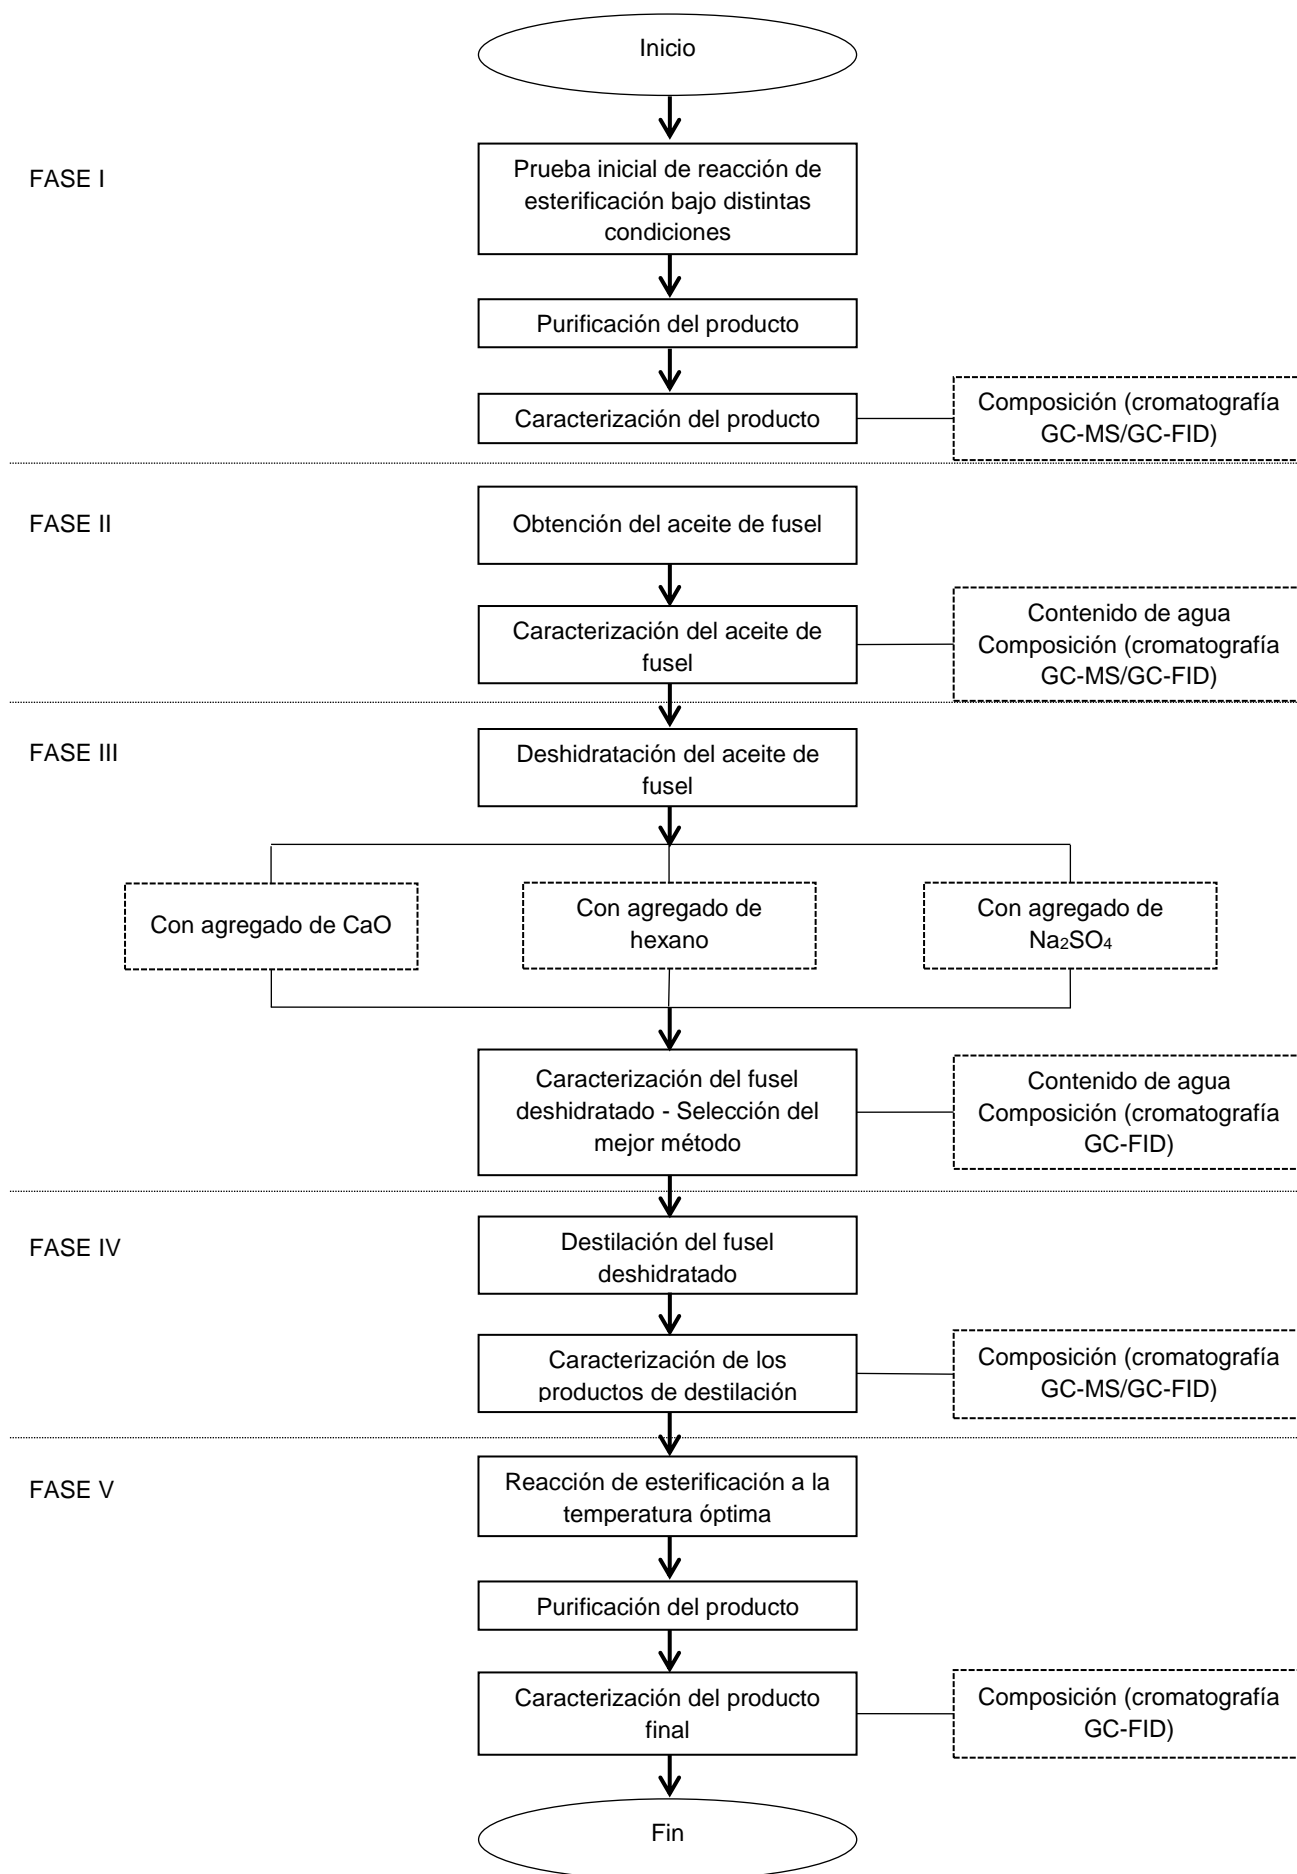 Inicio
FASE I
Prueba inicial de reacción de
esterificación bajo distintas
condiciones
Purificación del producto
Caracterización del producto
Composición (cromatografía
GC-MS/GC-FID)
FASE II
Obtención del aceite de fusel
Caracterización del aceite de
fusel
Contenido de agua
Composición (cromatografía
GC-MS/GC-FID)
FASE III
Deshidratación del aceite de
fusel
Con agregado de CaO
Con agregado de
hexano
Con agregado de
Na₂SO₄
Caracterización del fusel
deshidratado - Selección del
mejor método
Contenido de agua
Composición (cromatografía
GC-FID)
FASE IV
Destilación del fusel
deshidratado
Caracterización de los
productos de destilación
Composición (cromatografía
GC-MS/GC-FID)
FASE V
Reacción de esterificación a la
temperatura óptima
Purificación del producto
Caracterización del producto
final
Composición (cromatografía
GC-FID)
Fin